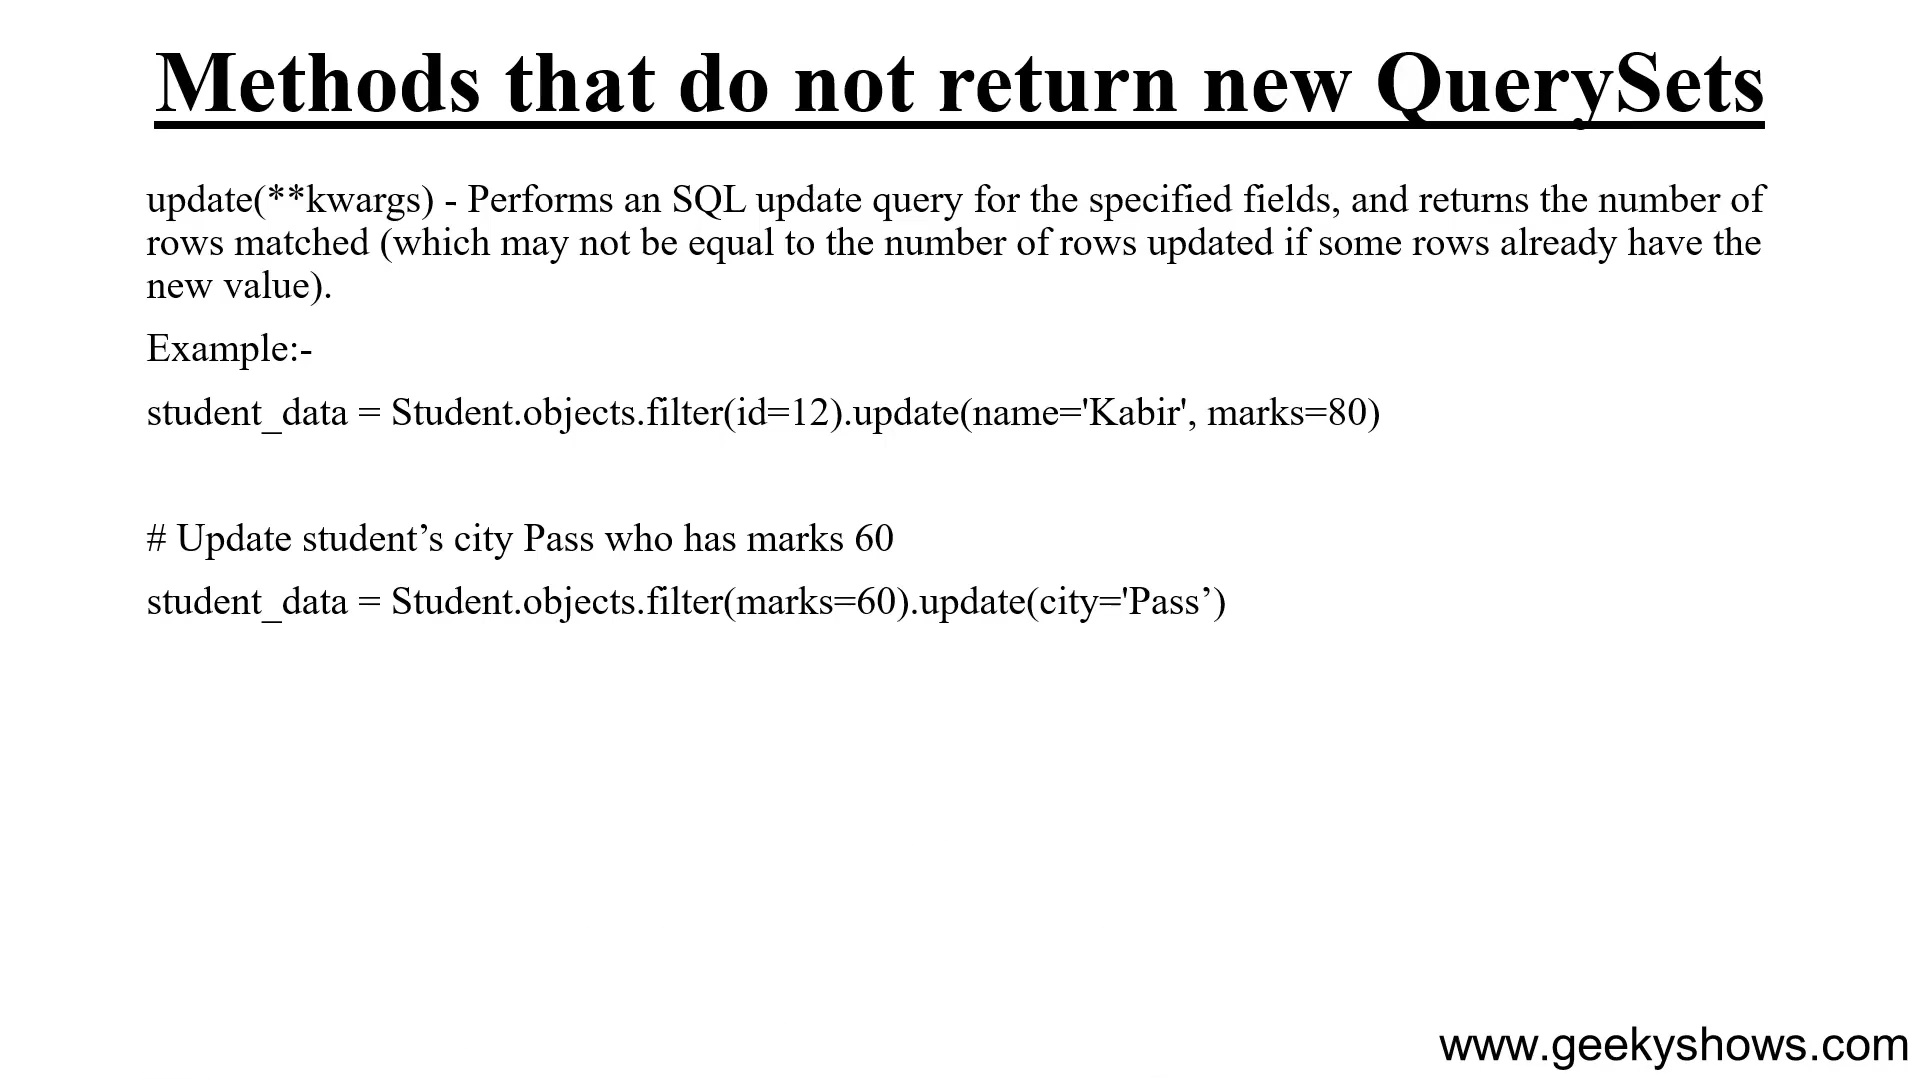 Methods that do not return new QuerySets
update(**kwargs) - Performs an SQL update query for the specified fields, and returns the number of
rows matched (which may not be equal to the number of rows updated if some rows already have the
new value).
Example:-
student_data = Student.objects.filter(id=12).update(name='Kabir', marks=80)
# Update student’s city Pass who has marks 60
student_data = Student.objects.filter(marks=60).update(city='Pass’)
www.geekyshows.com